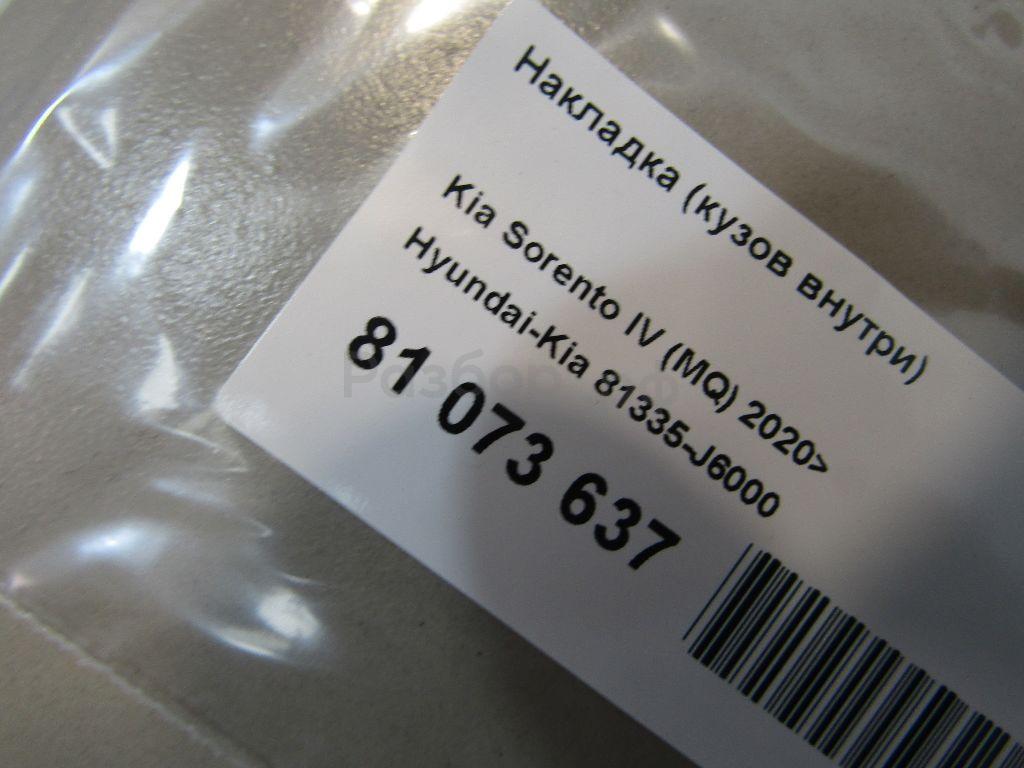 Накладка (кузов внутри)
Kia Sorento IV (MQ) 2020>
Hyundai-Kia 81335-J6000
81 073 637